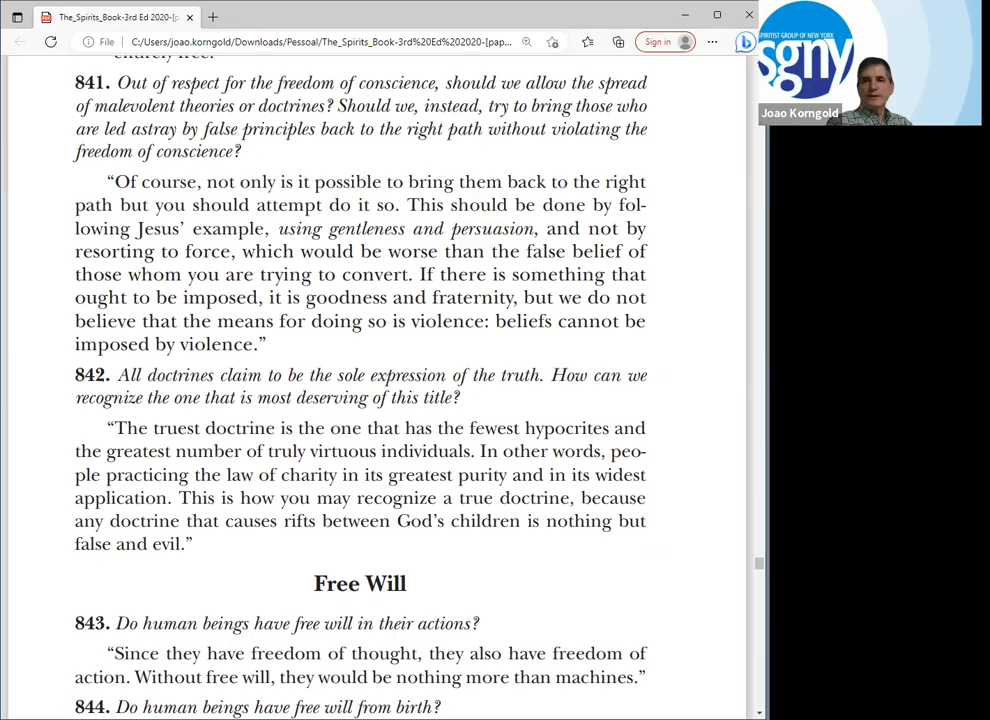 The_Spirits_Book-3rd Ed 2020-[p
Sign in
File
C:/Users/joao.korngold/Downloads/Pessoal/The_Spirits_Book-3rd%20Ed%202020-[pap...
SPIRITIST GROUP OF NEW YORK
sgny
Joao Korngold
entirely free.
841. Out of respect for the freedom of conscience, should we allow the spread
of malevolent theories or doctrines? Should we, instead, try to bring those who
are led astray by false principles back to the right path without violating the
freedom of conscience?
“Of course, not only is it possible to bring them back to the right
path but you should attempt do it so. This should be done by fol-
lowing Jesus’ example, using gentleness and persuasion, and not by
resorting to force, which would be worse than the false belief of
those whom you are trying to convert. If there is something that
ought to be imposed, it is goodness and fraternity, but we do not
believe that the means for doing so is violence: beliefs cannot be
imposed by violence.”
842. All doctrines claim to be the sole expression of the truth. How can we
recognize the one that is most deserving of this title?
“The truest doctrine is the one that has the fewest hypocrites and
the greatest number of truly virtuous individuals. In other words, peo-
ple practicing the law of charity in its greatest purity and in its widest
application. This is how you may recognize a true doctrine, because
any doctrine that causes rifts between God’s children is nothing but
false and evil.”
Free Will
843. Do human beings have free will in their actions?
“Since they have freedom of thought, they also have freedom of
action. Without free will, they would be nothing more than machines.”
844. Do human beings have free will from birth?